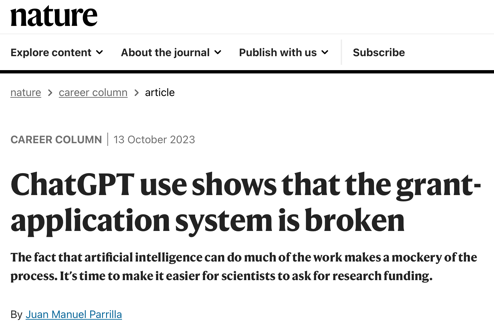 nature
Explore content About the journal Publish with us Subscribe
nature > career column > article
CAREER COLUMN | 13 October 2023
ChatGPT use shows that the grant-
application system is broken
The fact that artificial intelligence can do much of the work makes a mockery of the
process. It’s time to make it easier for scientists to ask for research funding.
By Juan Manuel Parrilla